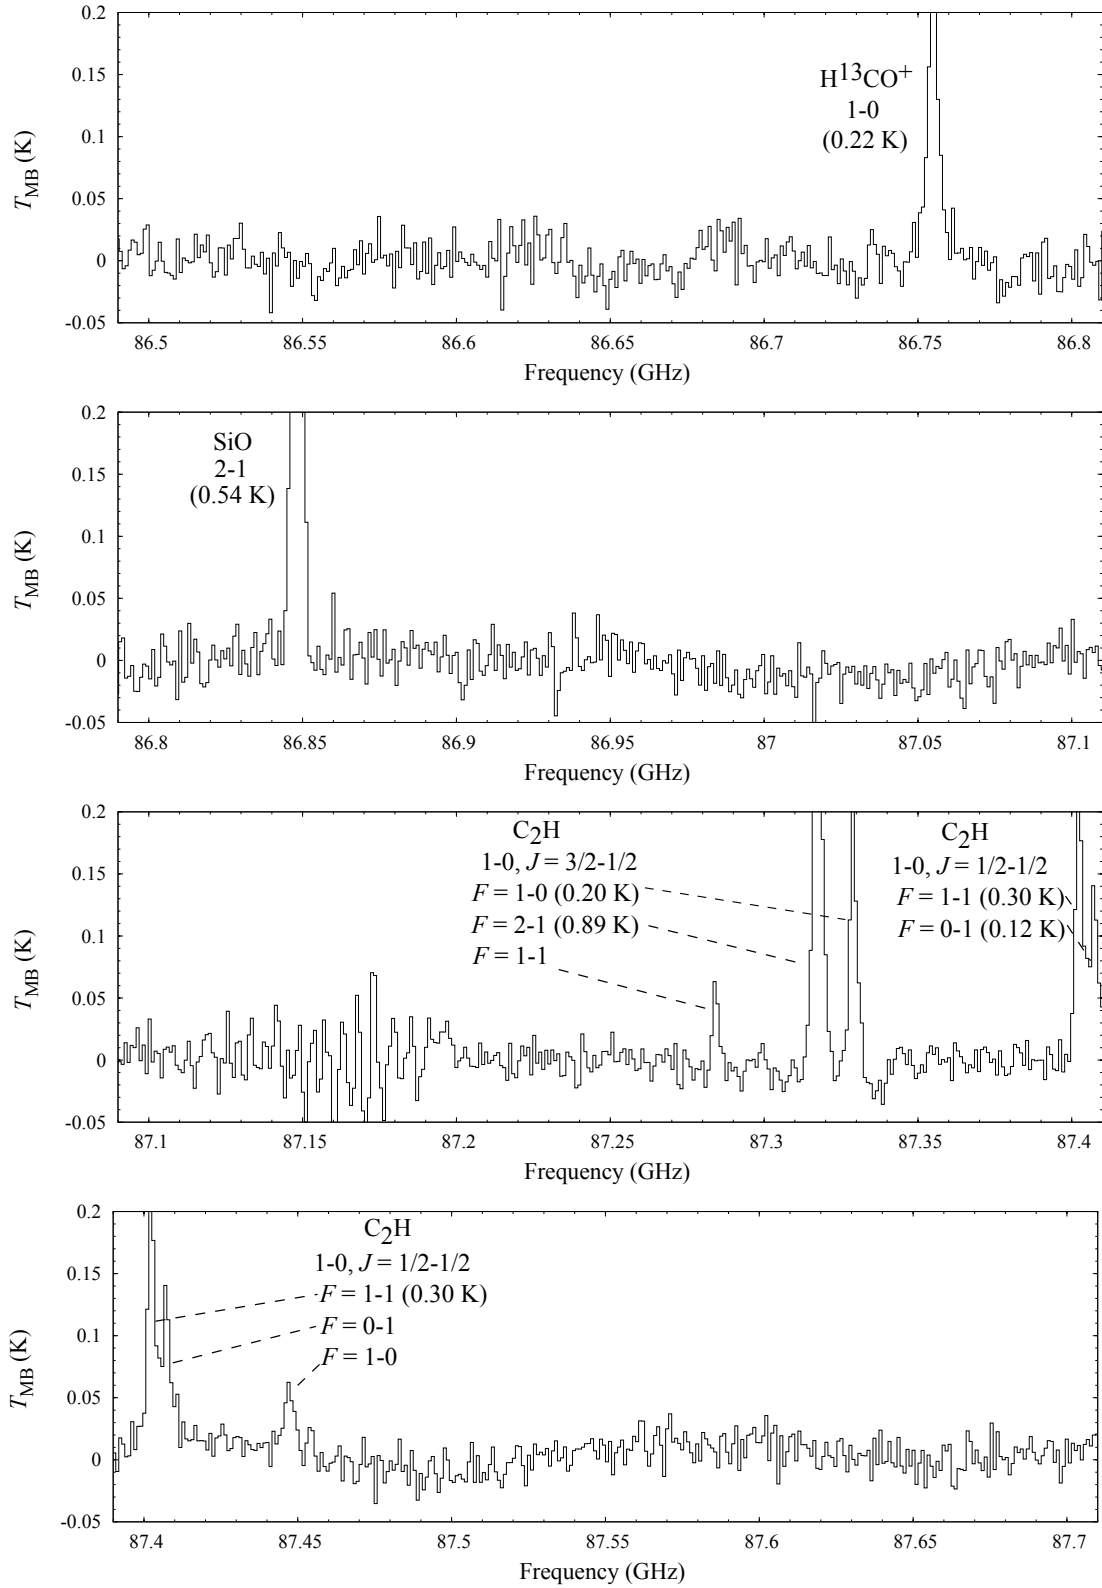 0.2
0.15
0.1
0.05
0
-0.05
T_MB (K)
H¹³CO⁺
1-0
(0.22 K)
86.5 86.55 86.6 86.65 86.7 86.75 86.8
Frequency (GHz)
0.2
0.15
0.1
0.05
0
-0.05
T_MB (K)
SiO
2-1
(0.54 K)
86.8 86.85 86.9 86.95 87 87.05 87.1
Frequency (GHz)
0.2
0.15
0.1
0.05
0
-0.05
T_MB (K)
C₂H
1-0, J = 3/2-1/2
F = 1-0 (0.20 K)
F = 2-1 (0.89 K)
F = 1-1
C₂H
1-0, J = 1/2-1/2
F = 1-1 (0.30 K)
F = 0-1 (0.12 K)
87.1 87.15 87.2 87.25 87.3 87.35 87.4
Frequency (GHz)
0.2
0.15
0.1
0.05
0
-0.05
T_MB (K)
C₂H
1-0, J = 1/2-1/2
F = 1-1 (0.30 K)
F = 0-1
F = 1-0
87.4 87.45 87.5 87.55 87.6 87.65 87.7
Frequency (GHz)